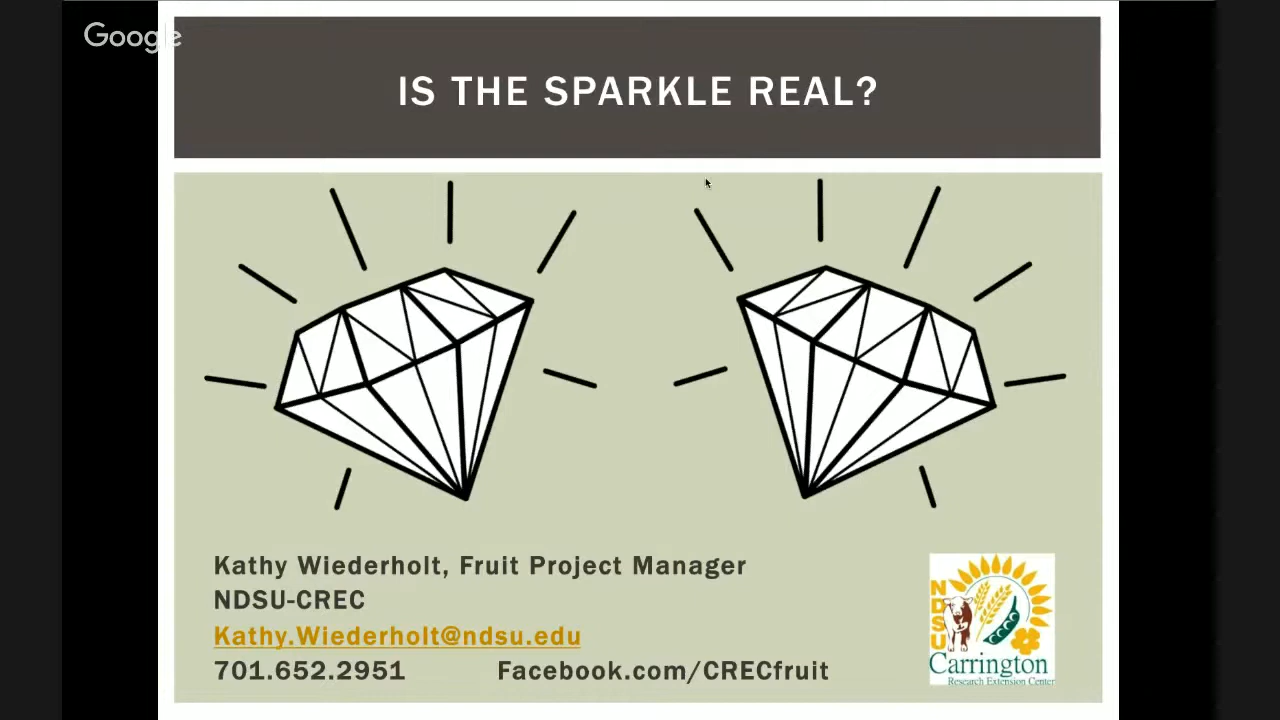 Google
IS THE SPARKLE REAL?
Kathy Wiederholt, Fruit Project Manager
NDSU-CREC
Kathy.Wiederholt@ndsu.edu
701.652.2951 Facebook.com/CRECfruit
NDSU
Carrington
Research Extension Center